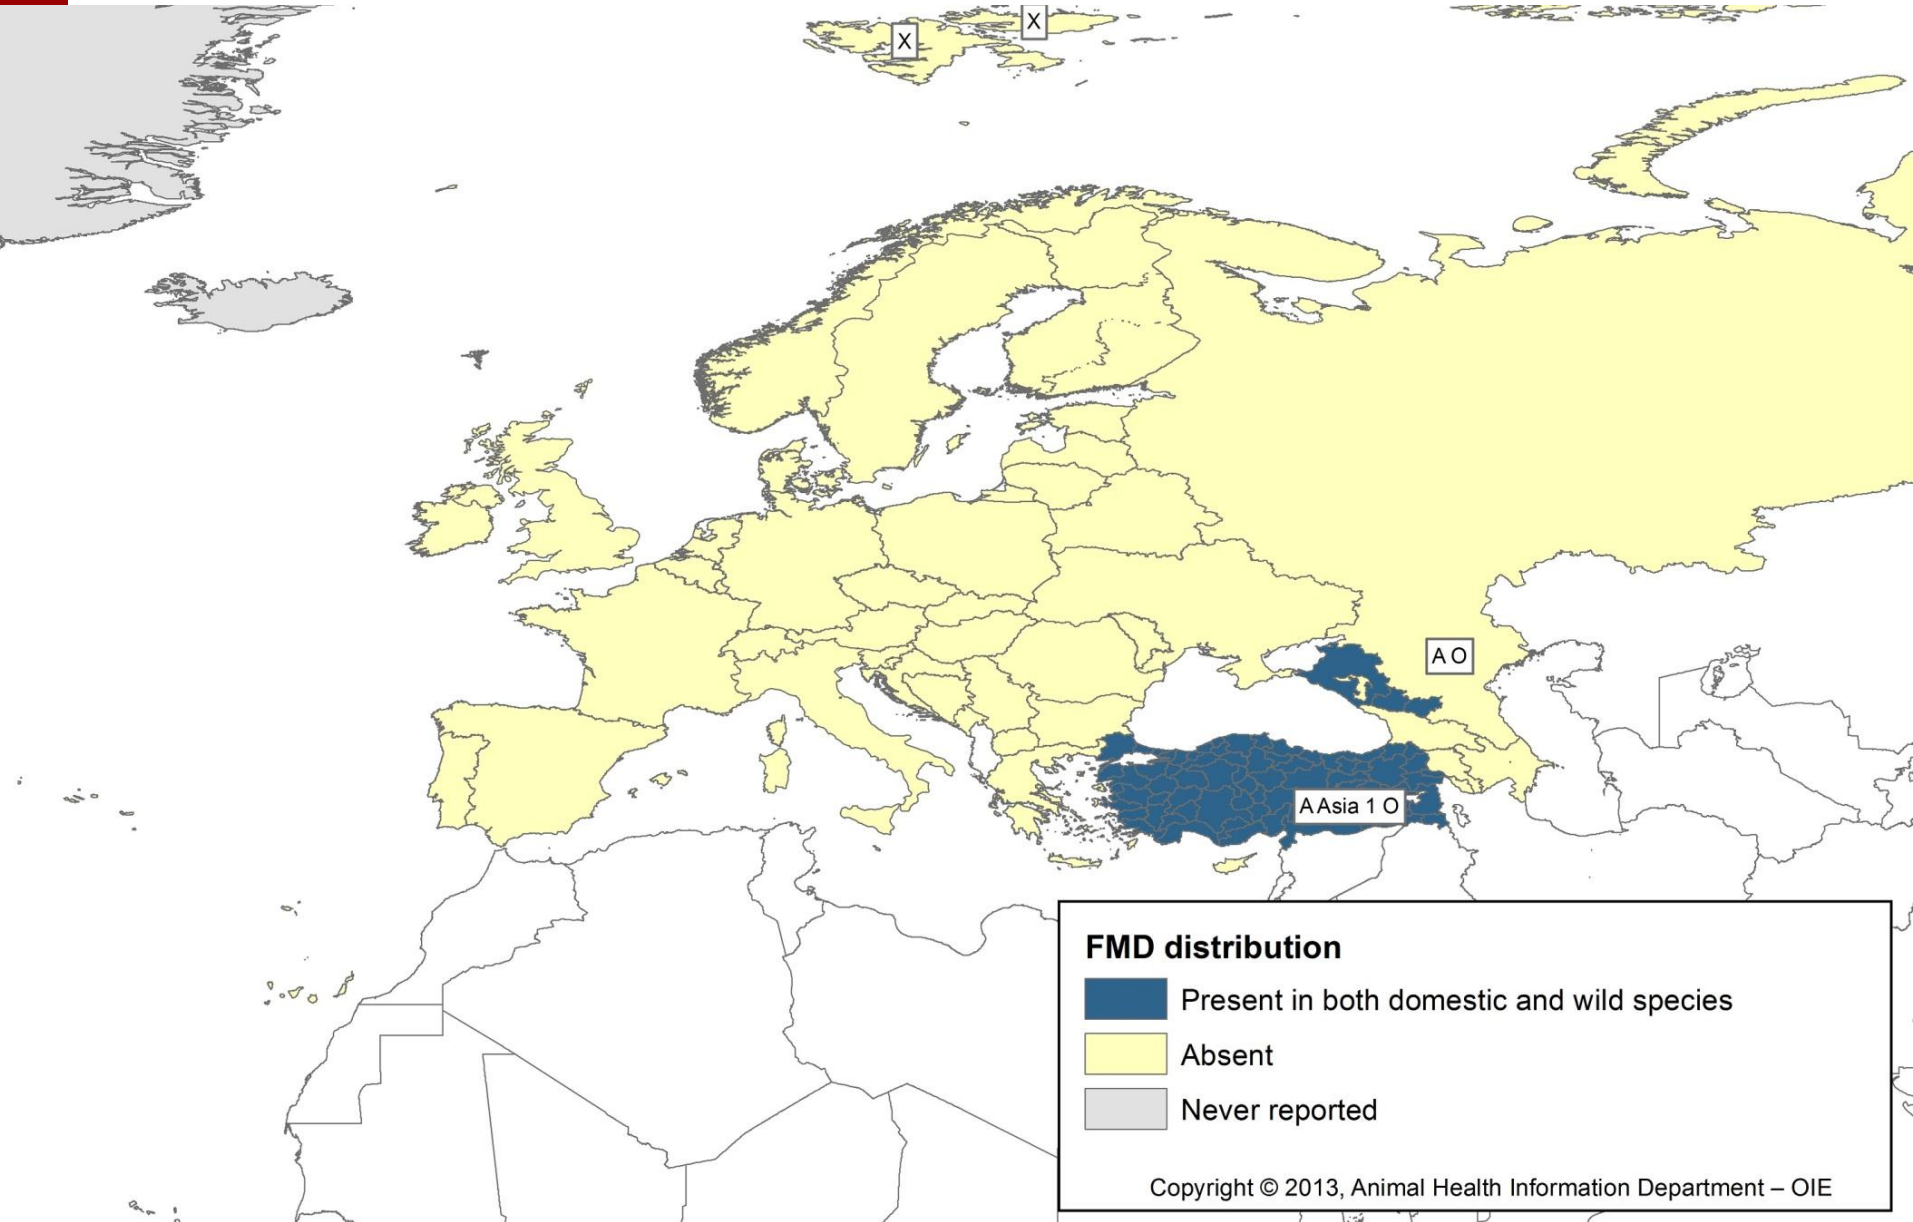 X
X
A O
A Asia 1 O
FMD distribution
Present in both domestic and wild species
Absent
Never reported
Copyright © 2013, Animal Health Information Department – OIE